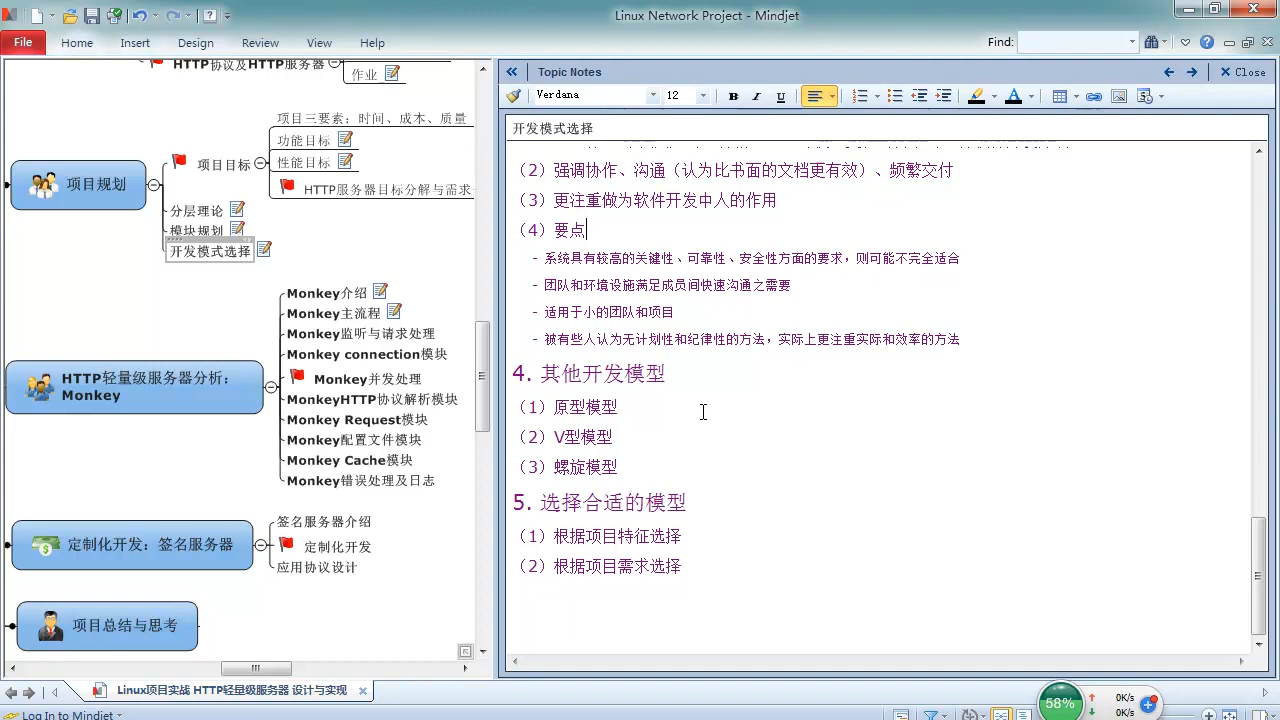 Linux Network Project - Mindjet
File Home Insert Design Review View Help Find:
HTTP协议及HTTP服务器
作业
项目规划
项目目标
项目三要素：时间、成本、质量
功能目标
性能目标
HTTP服务器目标分解与需求
分层理论
模块规划
开发模式选择
HTTP轻量级服务器分析：
Monkey
Monkey介绍
Monkey主流程
Monkey监听与请求处理
Monkey connection模块
Monkey并发处理
MonkeyHTTP协议解析模块
Monkey Request模块
Monkey配置文件模块
Monkey Cache模块
Monkey错误处理及日志
定制化开发：签名服务器
签名服务器介绍
定制化开发
应用协议设计
项目总结与思考
Linux项目实战 HTTP轻量级服务器 设计与实现
Log In to Mindjet
Topic Notes
Close
Verdana 12 B I U
开发模式选择
（2）强调协作、沟通（认为比书面的文档更有效）、频繁交付
（3）更注重做为软件开发中人的作用
（4）要点
- 系统具有较高的关键性、可靠性、安全性方面的要求，则可能不完全适合
- 团队和环境设施满足成员间快速沟通之需要
- 适用于小的团队和项目
- 被有些人认为无计划性和纪律性的方法，实际上更注重实际和效率的方法
4. 其他开发模型
（1）原型模型
（2）V型模型
（3）螺旋模型
5. 选择合适的模型
（1）根据项目特征选择
（2）根据项目需求选择
58%
0K/s
0K/s